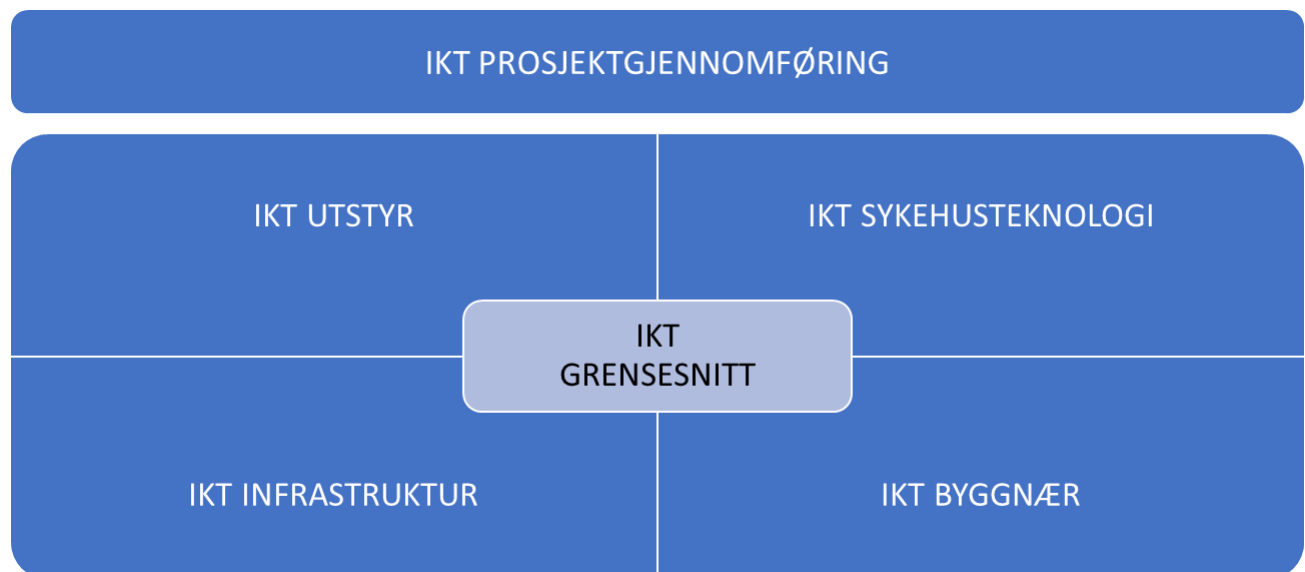 IKT PROSJEKTGJENNOMFØRING
IKT UTSTYR
IKT SYKEHUSTEKNOLOGI
IKT
GRENSESNITT
IKT INFRASTRUKTUR
IKT BYGGNÆR